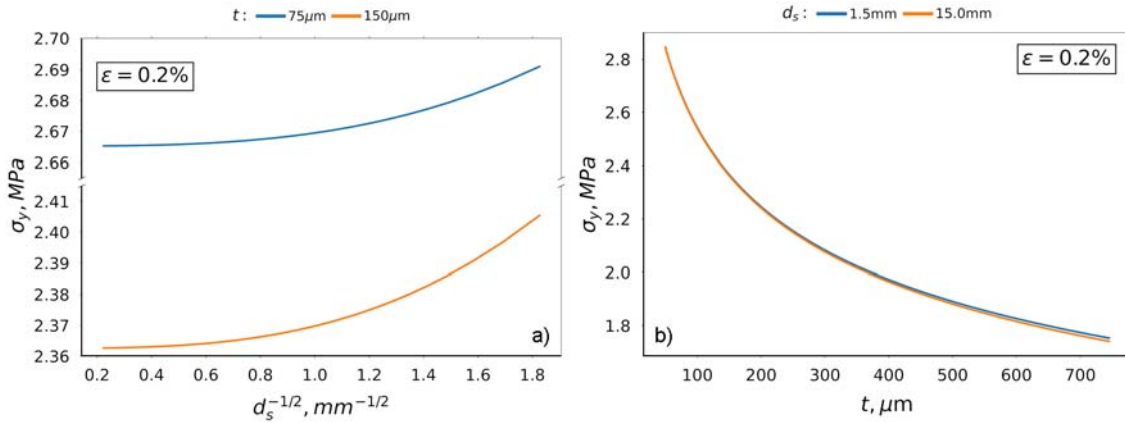 t : 75μm 150μm
2.70
2.69
2.68
2.67
2.66
2.41
2.40
2.39
2.38
2.37
2.36
σy, MPa
ε = 0.2%
a)
0.2 0.4 0.6 0.8 1.0 1.2 1.4 1.6 1.8
ds^-1/2, mm^-1/2
ds : 1.5mm 15.0mm
2.8
2.6
2.4
2.2
2.0
1.8
σy, MPa
ε = 0.2%
b)
100 200 300 400 500 600 700
t, μm